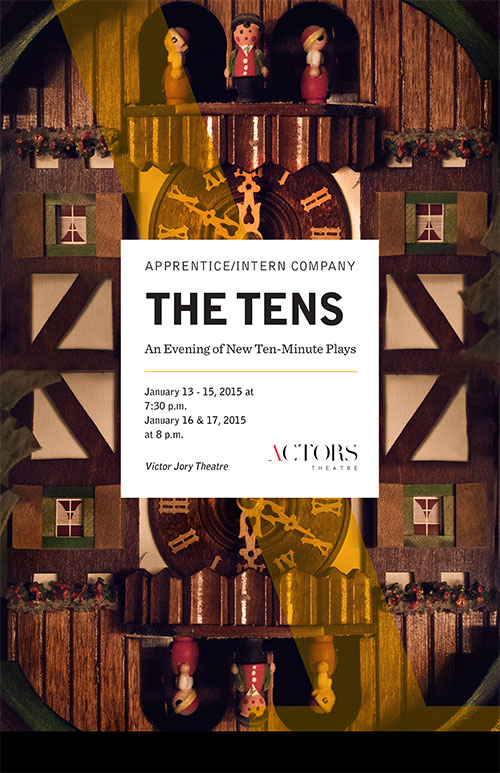 APPRENTICE/INTERN COMPANY
THE TENS
An Evening of New Ten-Minute Plays
January 13 - 15, 2015 at
7:30 p.m.
January 16 & 17, 2015
at 8 p.m.
Victor Jory Theatre
ACTORS
THEATRE